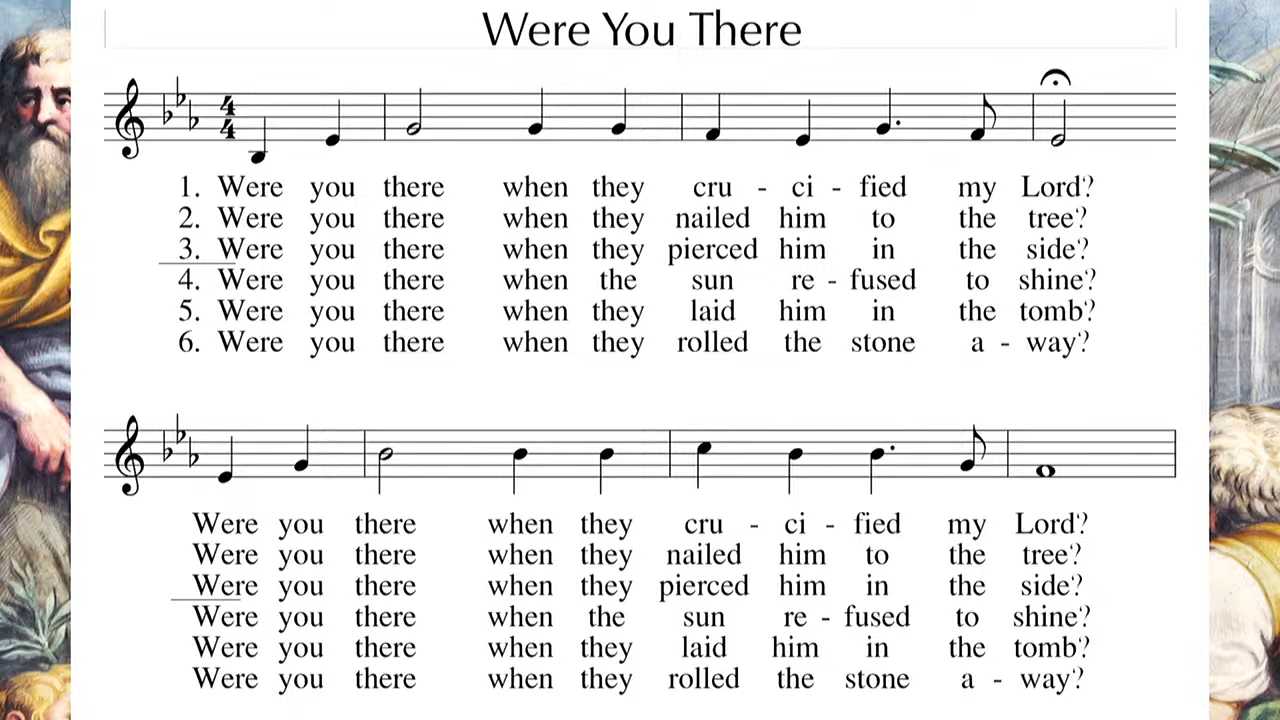 Were You There
4
4
1. Were you there when they cru - ci - fied my Lord?
2. Were you there when they nailed him to the tree?
3. Were you there when they pierced him in the side?
4. Were you there when the sun re - fused to shine?
5. Were you there when they laid him in the tomb?
6. Were you there when they rolled the stone a - way?
Were you there when they cru - ci - fied my Lord?
Were you there when they nailed him to the tree?
Were you there when they pierced him in the side?
Were you there when the sun re - fused to shine?
Were you there when they laid him in the tomb?
Were you there when they rolled the stone a - way?